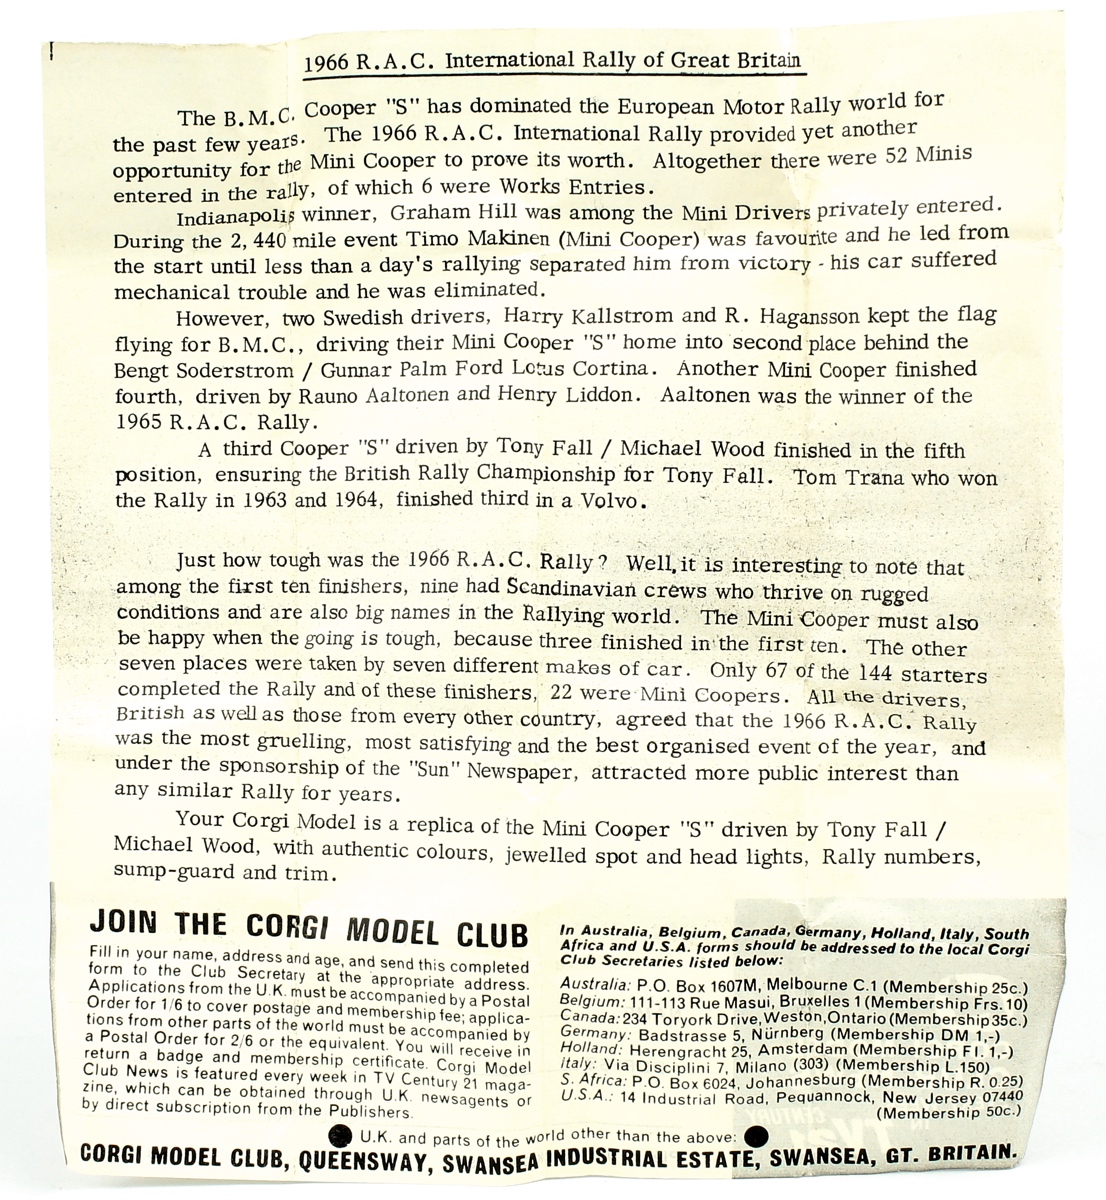 1966 R.A.C. International Rally of Great Britain
The B.M.C. Cooper "S" has dominated the European Motor Rally world for
the past few years. The 1966 R.A.C. International Rally provided yet another
opportunity for the Mini Cooper to prove its worth. Altogether there were 52 Minis
entered in the rally, of which 6 were Works Entries.
Indianapolis winner, Graham Hill was among the Mini Drivers privately entered.
During the 2, 440 mile event Timo Makinen (Mini Cooper) was favourite and he led from
the start until less than a day's rallying separated him from victory - his car suffered
mechanical trouble and he was eliminated.
However, two Swedish drivers, Harry Kallstrom and R. Hagansson kept the flag
flying for B.M.C., driving their Mini Cooper "S" home into second place behind the
Bengt Soderstrom / Gunnar Palm Ford Lotus Cortina. Another Mini Cooper finished
fourth, driven by Rauno Aaltonen and Henry Liddon. Aaltonen was the winner of the
1965 R.A.C. Rally.
A third Cooper "S" driven by Tony Fall / Michael Wood finished in the fifth
position, ensuring the British Rally Championship for Tony Fall. Tom Trana who won
the Rally in 1963 and 1964, finished third in a Volvo.
Just how tough was the 1966 R.A.C. Rally? Well, it is interesting to note that
among the first ten finishers, nine had Scandinavian crews who thrive on rugged
conditions and are also big names in the Rallying world. The Mini Cooper must also
be happy when the going is tough, because three finished in the first ten. The other
seven places were taken by seven different makes of car. Only 67 of the 144 starters
completed the Rally and of these finishers, 22 were Mini Coopers. All the drivers,
British as well as those from every other country, agreed that the 1966 R.A.C. Rally
was the most gruelling, most satisfying and the best organised event of the year, and
under the sponsorship of the "Sun" Newspaper, attracted more public interest than
any similar Rally for years.
Your Corgi Model is a replica of the Mini Cooper "S" driven by Tony Fall /
Michael Wood, with authentic colours, jewelled spot and head lights, Rally numbers,
sump-guard and trim.
JOIN THE CORGI MODEL CLUB
Fill in your name, address and age, and send this completed
form to the Club Secretary at the appropriate address.
Applications from the U.K. must be accompanied by a Postal
Order for 1/6 to cover postage and membership fee; applica-
tions from other parts of the world must be accompanied by
a Postal Order for 2/6 or the equivalent. You will receive in
return a badge and membership certificate. Corgi Model
Club News is featured every week in TV Century 21 maga-
zine, which can be obtained through U.K. newsagents or
by direct subscription from the Publishers.
In Australia, Belgium, Canada, Germany, Holland, Italy, South
Africa and U.S.A. forms should be addressed to the local Corgi
Club Secretaries listed below:
Australia: P.O. Box 1607M, Melbourne C.1 (Membership 25c.)
Belgium: 111-113 Rue Masui, Bruxelles 1 (Membership Frs. 10)
Canada: 234 Toryork Drive, Weston, Ontario (Membership 35c.)
Germany: Badstrasse 5, Nürnberg (Membership DM 1,-)
Holland: Herengracht 25, Amsterdam (Membership Fl. 1,-)
Italy: Via Disciplini 7, Milano (303) (Membership L.150)
S. Africa: P.O. Box 6024, Johannesburg (Membership R. 0.25)
U.S.A.: 14 Industrial Road, Pequannock, New Jersey 07440
(Membership 50c.)
U.K. and parts of the world other than the above:
CORGI MODEL CLUB, QUEENSWAY, SWANSEA INDUSTRIAL ESTATE, SWANSEA, GT. BRITAIN.